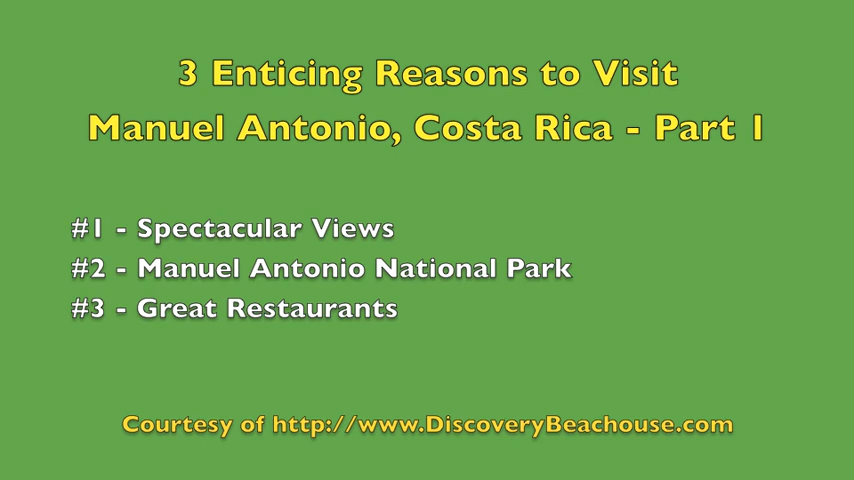 3 Enticing Reasons to Visit
Manuel Antonio, Costa Rica - Part 1
#1 - Spectacular Views
#2 - Manuel Antonio National Park
#3 - Great Restaurants
Courtesy of http://www.DiscoveryBeachouse.com